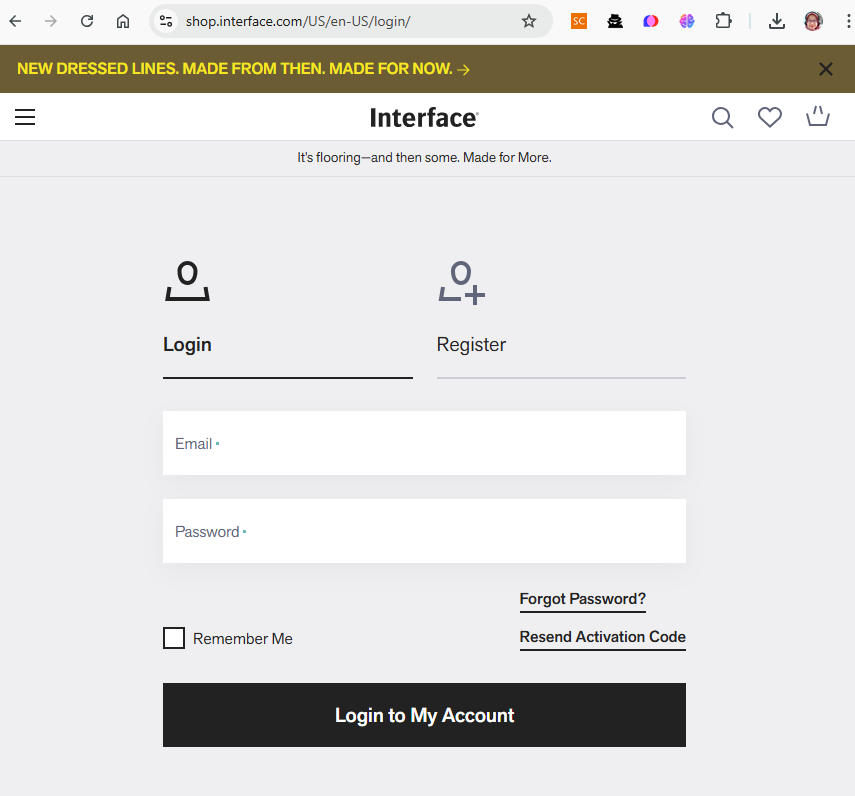 shop.interface.com/US/en-US/login/
SC
NEW DRESSED LINES. MADE FROM THEN. MADE FOR NOW. →
Interface
It's flooring—and then some. Made for More.
Login
Register
Email
Password
Forgot Password?
Remember Me
Resend Activation Code
Login to My Account